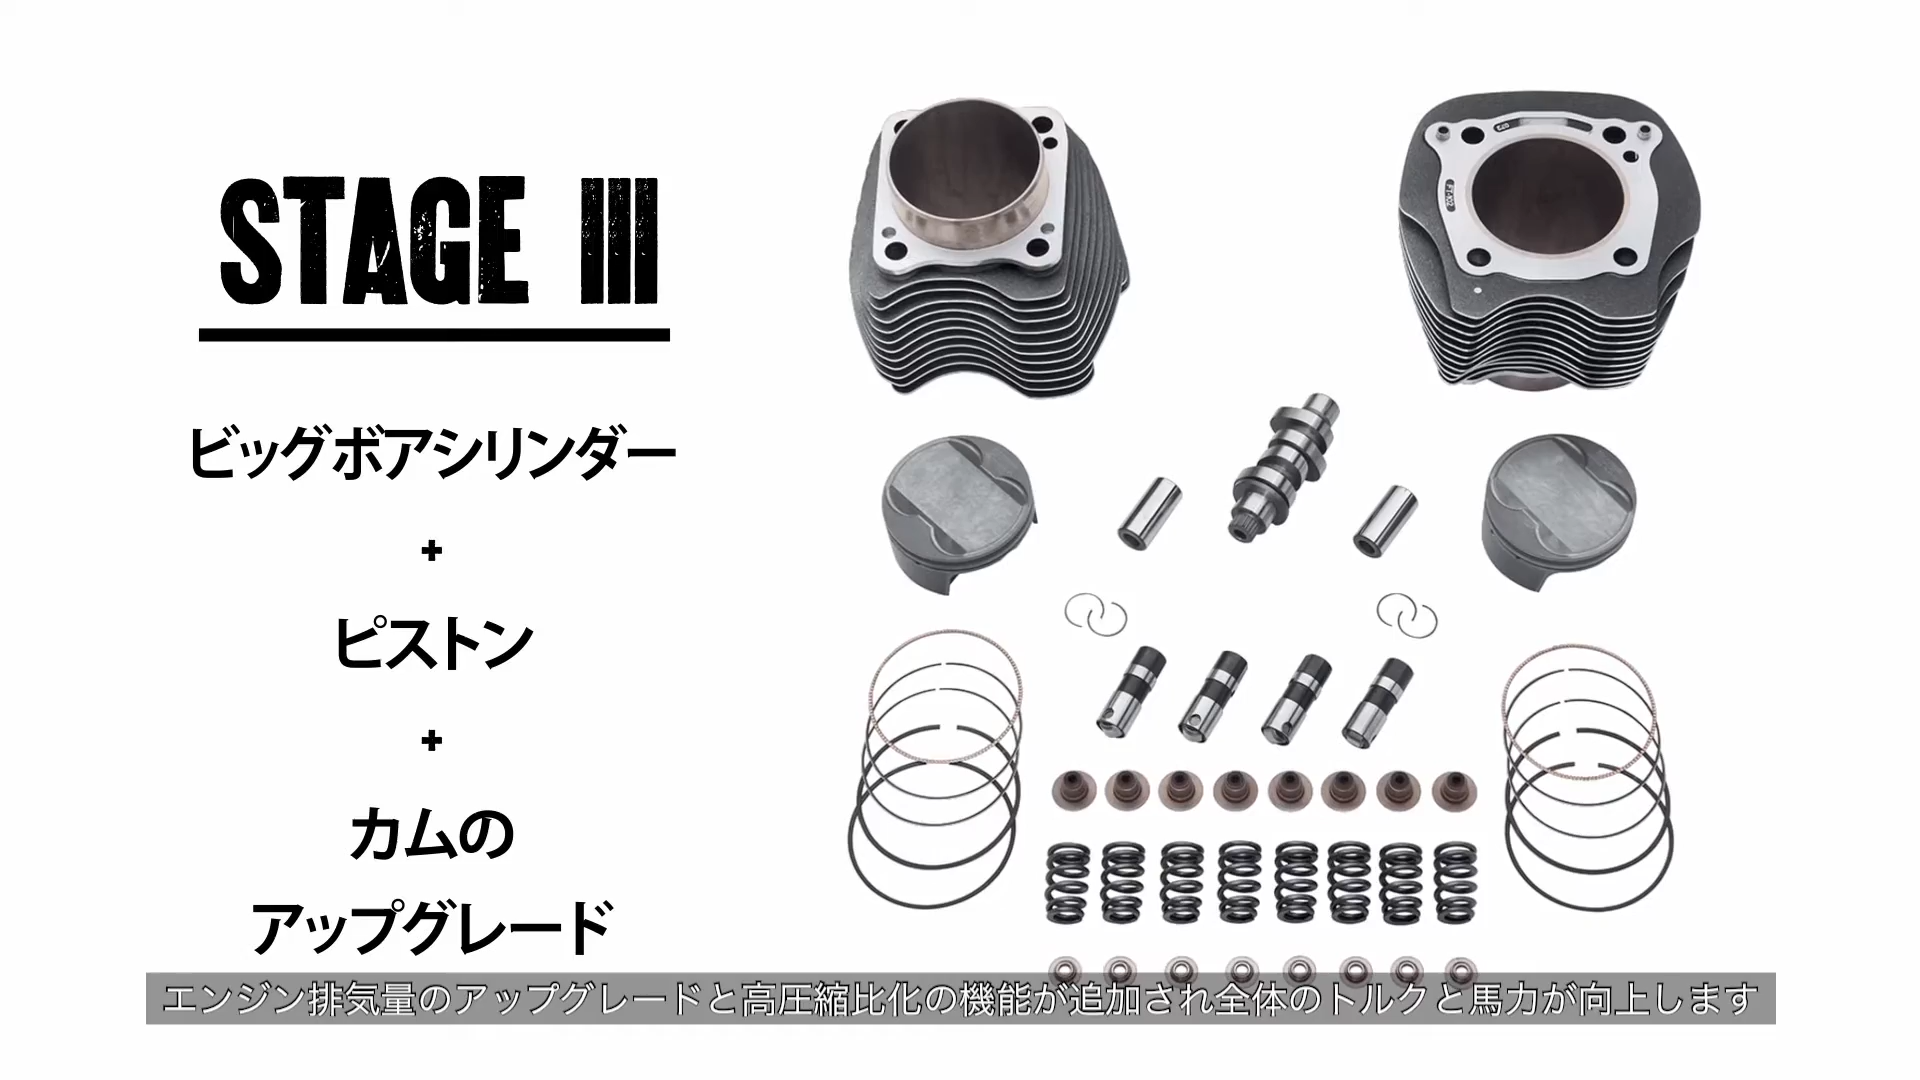 STAGE III
ビッグボアシリンダー
+
ピストン
+
カムの
アップグレード
エンジン排気量のアップグレードと高圧縮比化の機能が追加され全体のトルクと馬力が向上します